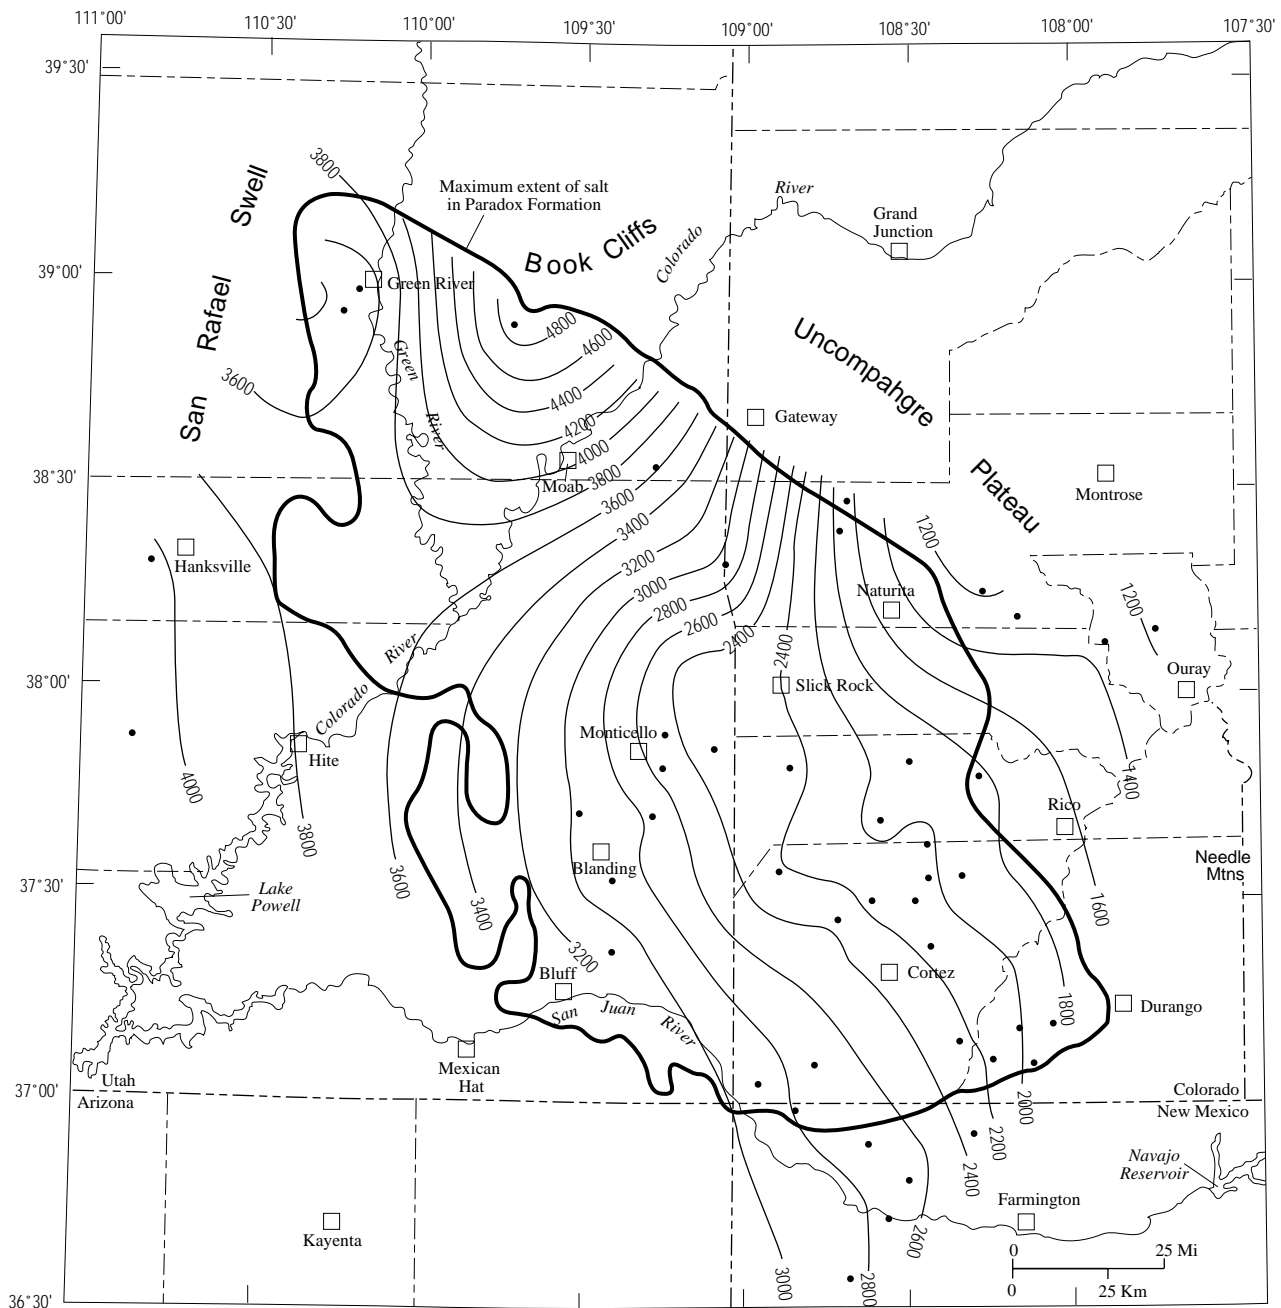 111°00'
110°30'
110°00'
109°30'
109°00'
108°30'
108°00'
107°30'
39°30'
39°00'
38°30'
38°00'
37°30'
37°00'
36°30'
San Rafael Swell
3800
Maximum extent of salt
in Paradox Formation
Book Cliffs
Colorado
River
Grand
Junction
Green River
Green
River
4800
4600
4400
4200
4000
3800
3600
3400
3200
3000
2800
2600
2400
2400
3600
Uncompahgre
Plateau
Gateway
Montrose
Moab
Hanksville
1200
1200
Naturita
Ouray
River
Colorado
Slick Rock
Monticello
Hite
4000
3800
3600
3400
3200
1400
Rico
Needle
Mtns
Blanding
Lake
Powell
1600
Cortez
Bluff
San Juan River
1800
Durango
Mexican
Hat
Utah
Arizona
Colorado
New Mexico
2000
2200
2400
2600
2800
3000
Navajo
Reservoir
Farmington
Kayenta
0
25 Mi
0
25 Km